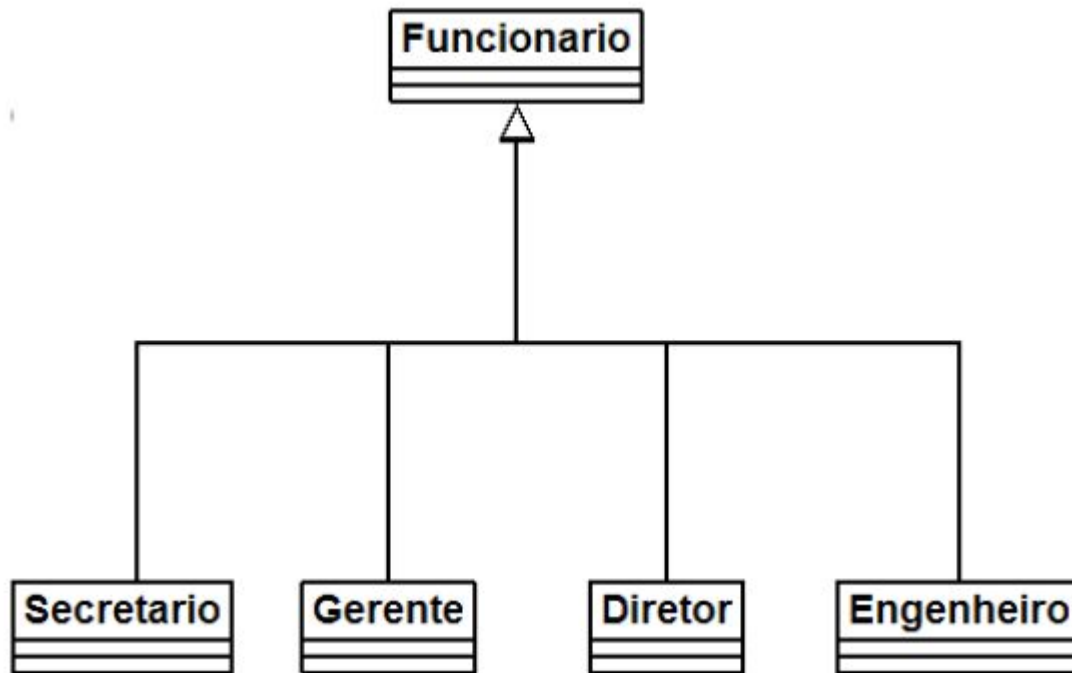 Funcionario
Secretario
Gerente
Diretor
Engenheiro